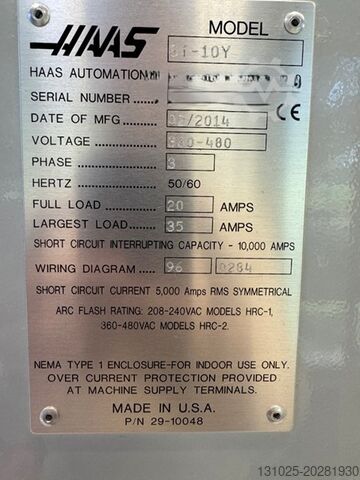 HAAS
MODEL
-10Y
HAAS AUTOMATION
SERIAL NUMBER
CE
DATE OF MFG. /2014
VOLTAGE -480
PHASE 3
HERTZ 50/60
FULL LOAD 20 AMPS
LARGEST LOAD 35 AMPS
SHORT CIRCUIT INTERRUPTING CAPACITY - 10,000 AMPS
WIRING DIAGRAM 96 0284
SHORT CIRCUIT CURRENT 5,000 Amps RMS SYMMETRICAL
ARC FLASH RATING: 208-240VAC MODELS HRC-1,
360-480VAC MODELS HRC-2.
NEMA TYPE 1 ENCLOSURE-FOR INDOOR USE ONLY.
OVER CURRENT PROTECTION PROVIDED
AT MACHINE SUPPLY TERMINALS.
MADE IN U.S.A.
P/N 29-10048
131025-20281930